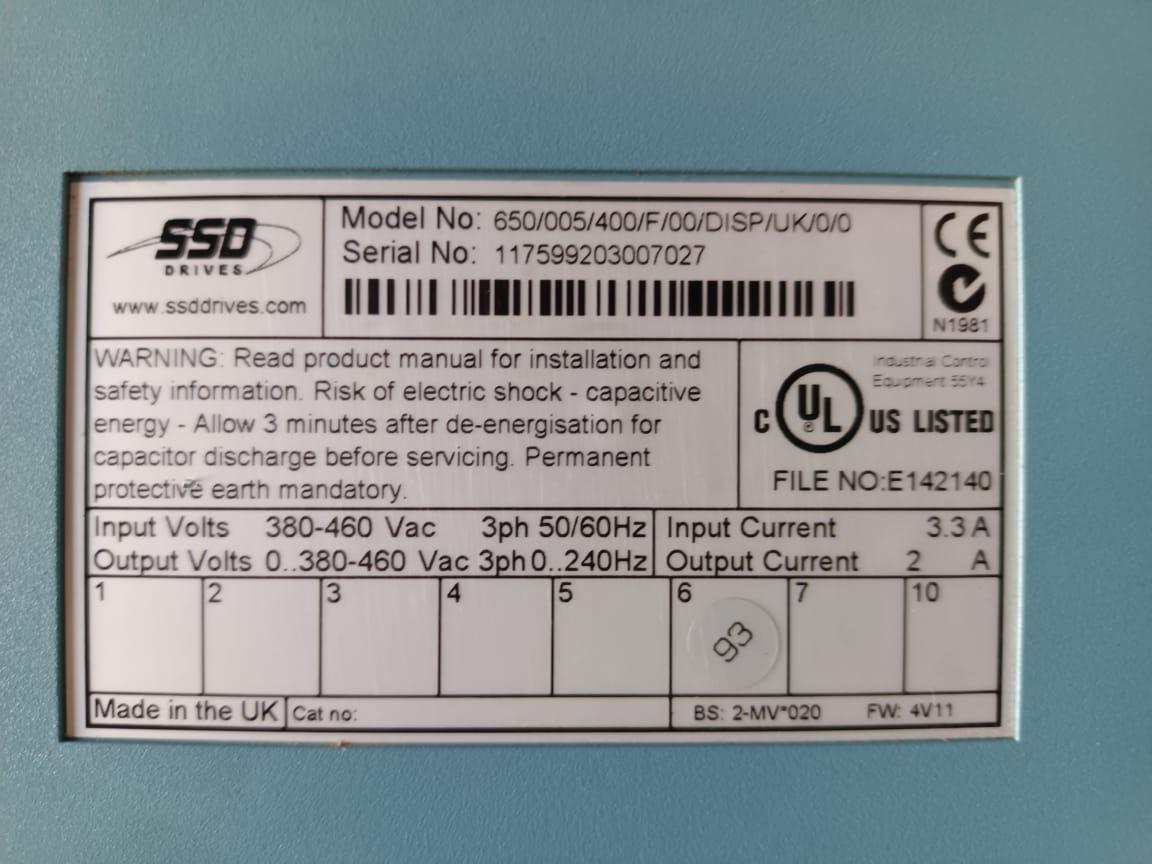 SSD
DRIVES
www.ssddrives.com
Model No: 650/005/400/F/00/DISP/UK/0/0
Serial No: 117599203007027
CE
N1981
WARNING: Read product manual for installation and
safety information. Risk of electric shock - capacitive
energy - Allow 3 minutes after de-energisation for
capacitor discharge before servicing. Permanent
protective earth mandatory.
Industrial Control
Equipment 55Y4
C UL US LISTED
FILE NO:E142140
Input Volts 380-460 Vac 3ph 50/60Hz Input Current 3.3 A
Output Volts 0..380-460 Vac 3ph 0..240Hz Output Current 2 A
1 2 3 4 5 6 7 10
93
Made in the UK Cat no: BS: 2-MV*020 FW: 4V11